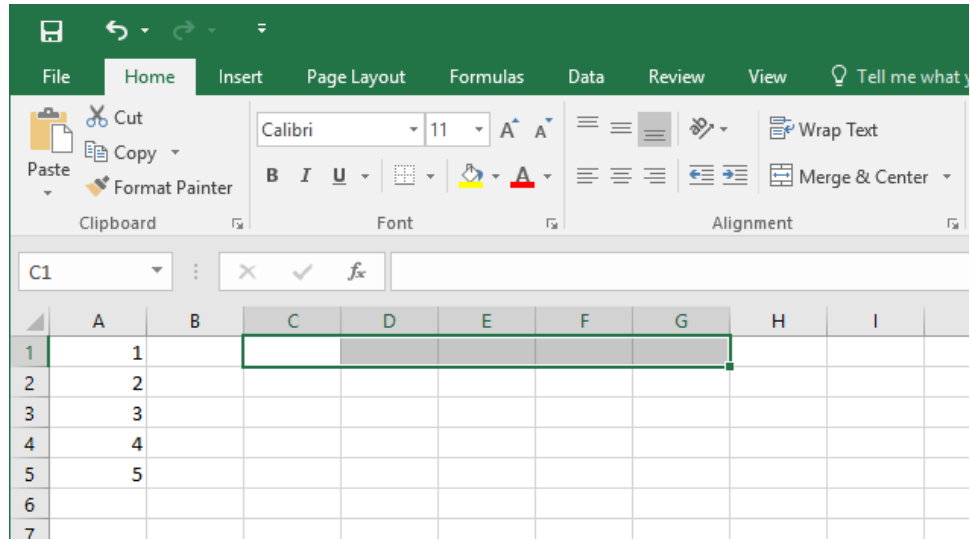 File Home Insert Page Layout Formulas Data Review View Tell me what
Paste
Cut
Copy
Format Painter
Clipboard
Calibri 11 A A
B I U A
Font
Wrap Text
Merge & Center
Alignment
C1 fx
A B C D E F G H I
1 1
2 2
3 3
4 4
5 5
6
7